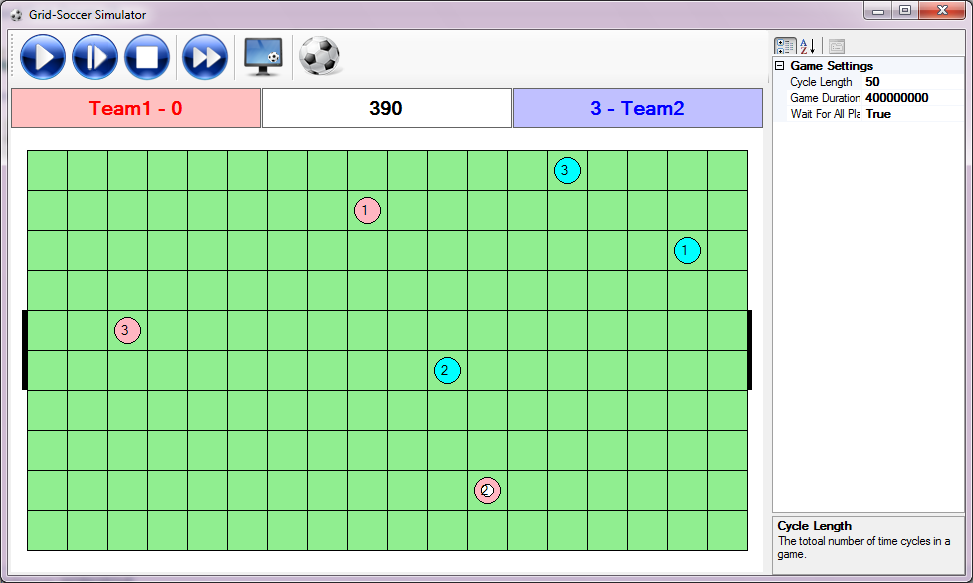 Grid-Soccer Simulator
Team1 - 0
390
3 - Team2
3
1
1
3
2
2
A
Z
Game Settings
Cycle Length 50
Game Duration 400000000
Wait For All Pla True
Cycle Length
The totoal number of time cycles in a
game.